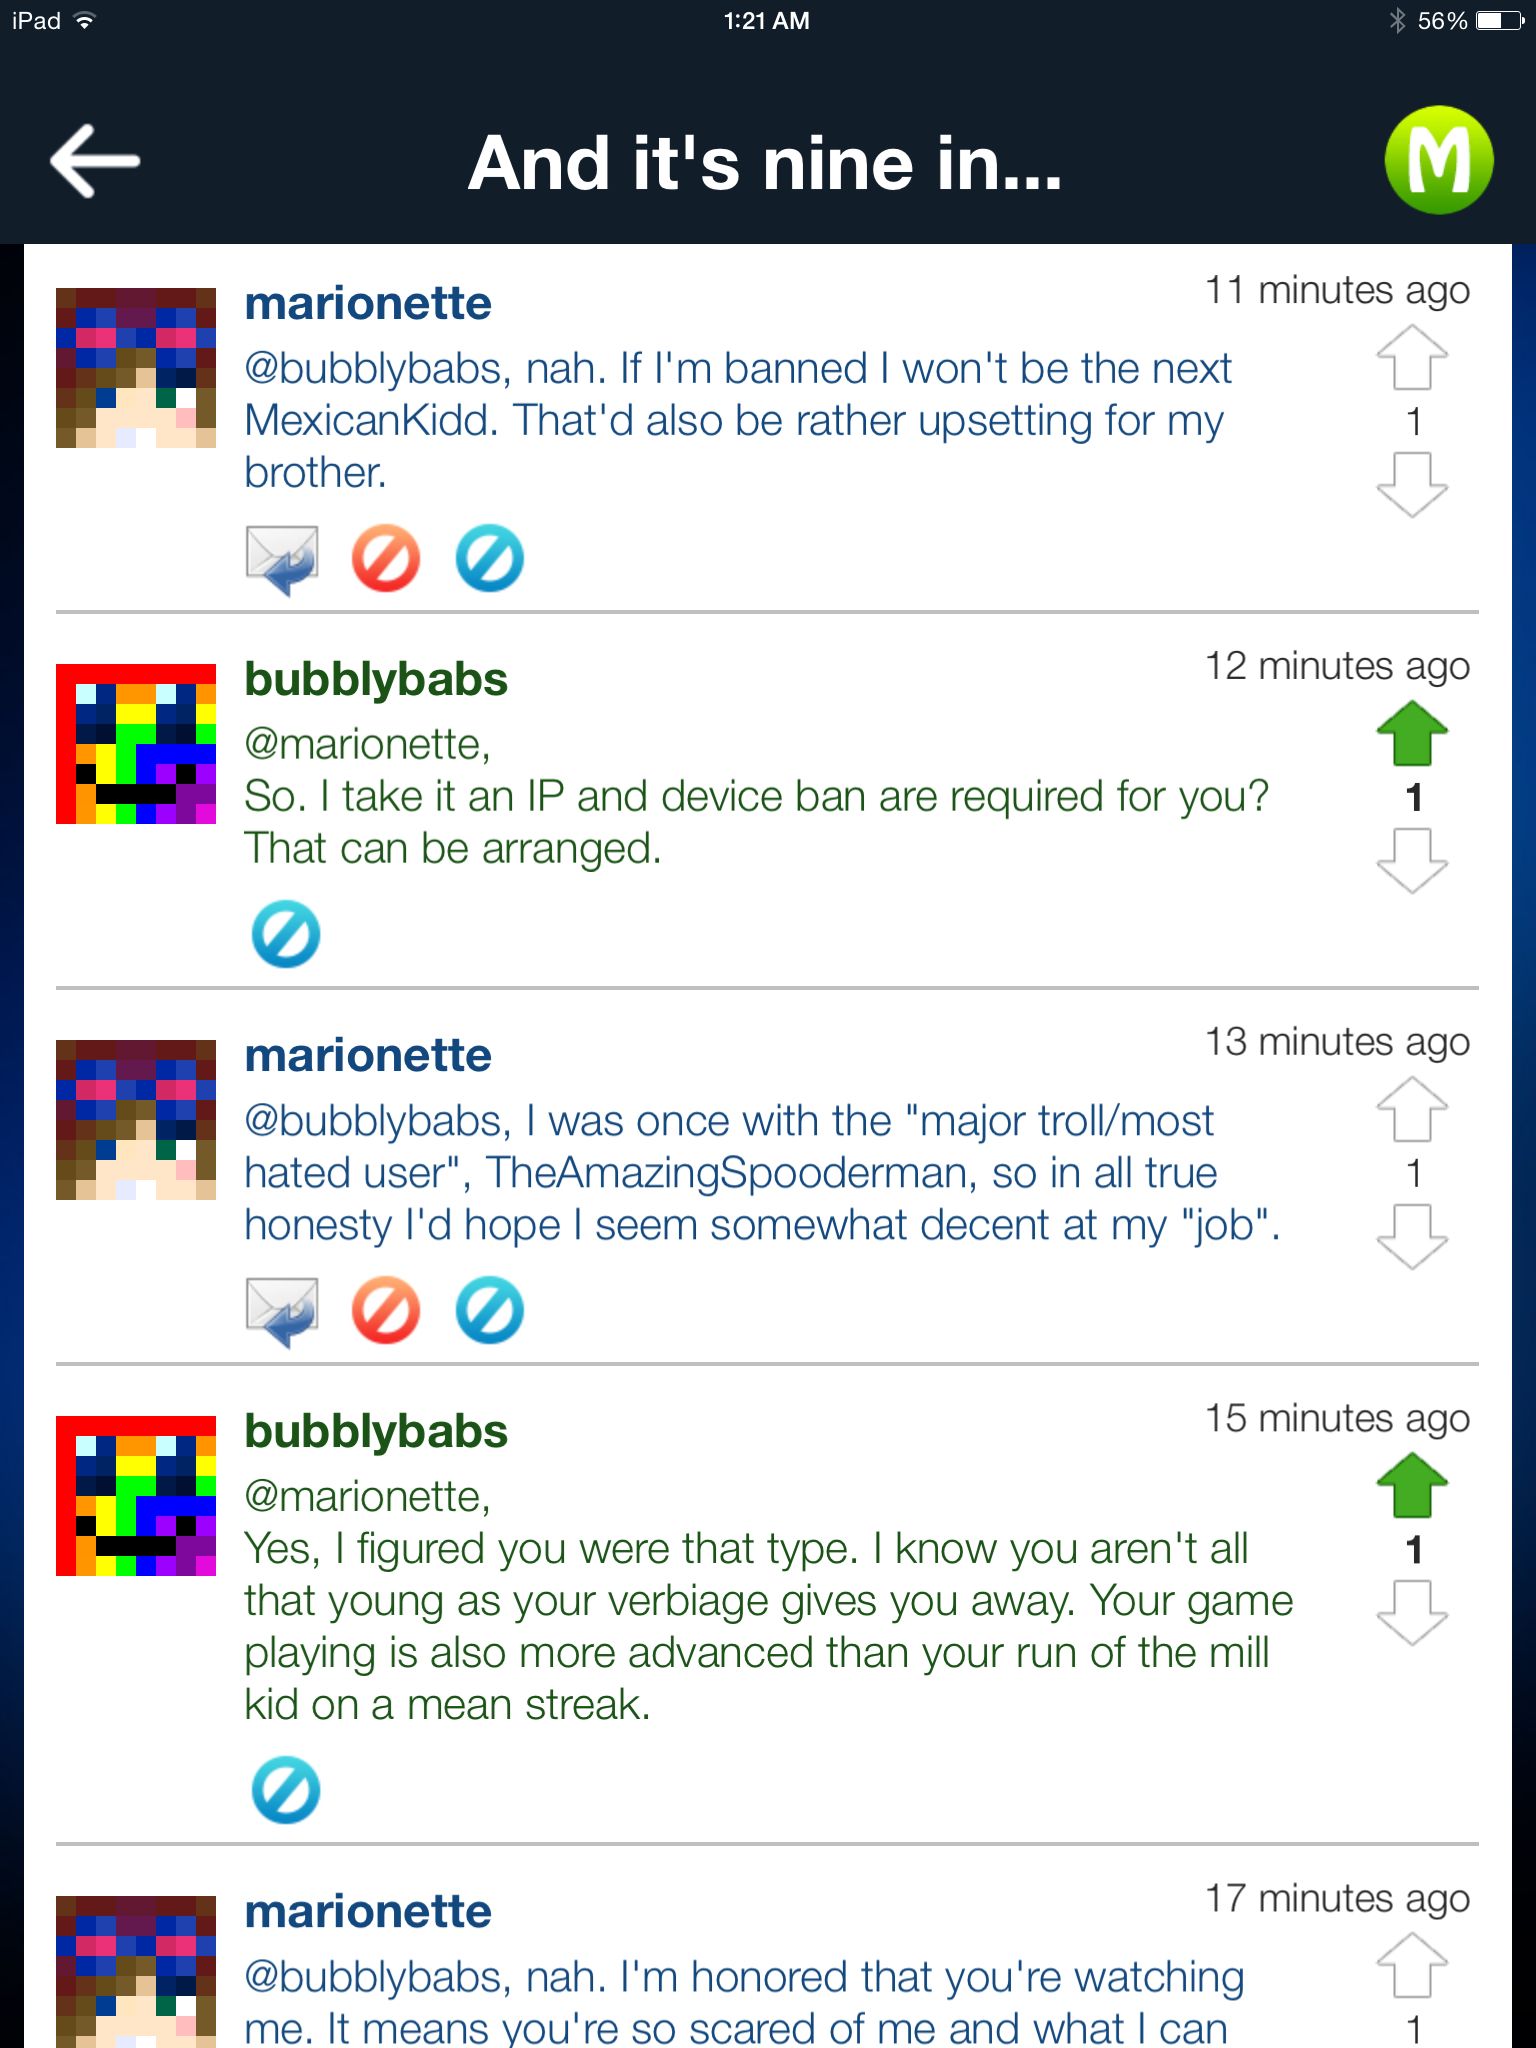 iPad
1:21 AM
56%
And it's nine in...
M
marionette
11 minutes ago
@bubblybabs, nah. If I'm banned I won't be the next
MexicanKidd. That'd also be rather upsetting for my
brother.
1
bubblybabs
12 minutes ago
@marionette,
So. I take it an IP and device ban are required for you?
That can be arranged.
1
marionette
13 minutes ago
@bubblybabs, I was once with the "major troll/most
hated user", TheAmazingSpooderman, so in all true
honesty I'd hope I seem somewhat decent at my "job".
1
bubblybabs
15 minutes ago
@marionette,
Yes, I figured you were that type. I know you aren't all
that young as your verbiage gives you away. Your game
playing is also more advanced than your run of the mill
kid on a mean streak.
1
marionette
17 minutes ago
@bubblybabs, nah. I'm honored that you're watching
me. It means you're so scared of me and what I can
1